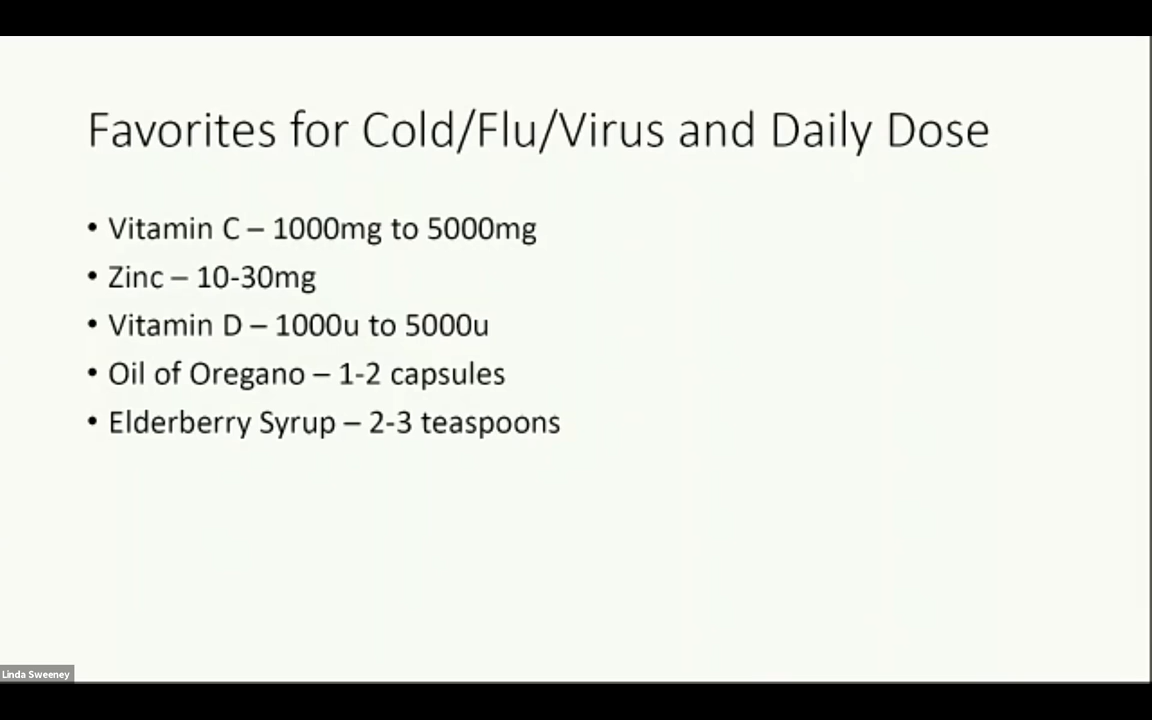 Favorites for Cold/Flu/Virus and Daily Dose
• Vitamin C – 1000mg to 5000mg
• Zinc – 10-30mg
• Vitamin D – 1000u to 5000u
• Oil of Oregano – 1-2 capsules
• Elderberry Syrup – 2-3 teaspoons
Linda Sweeney